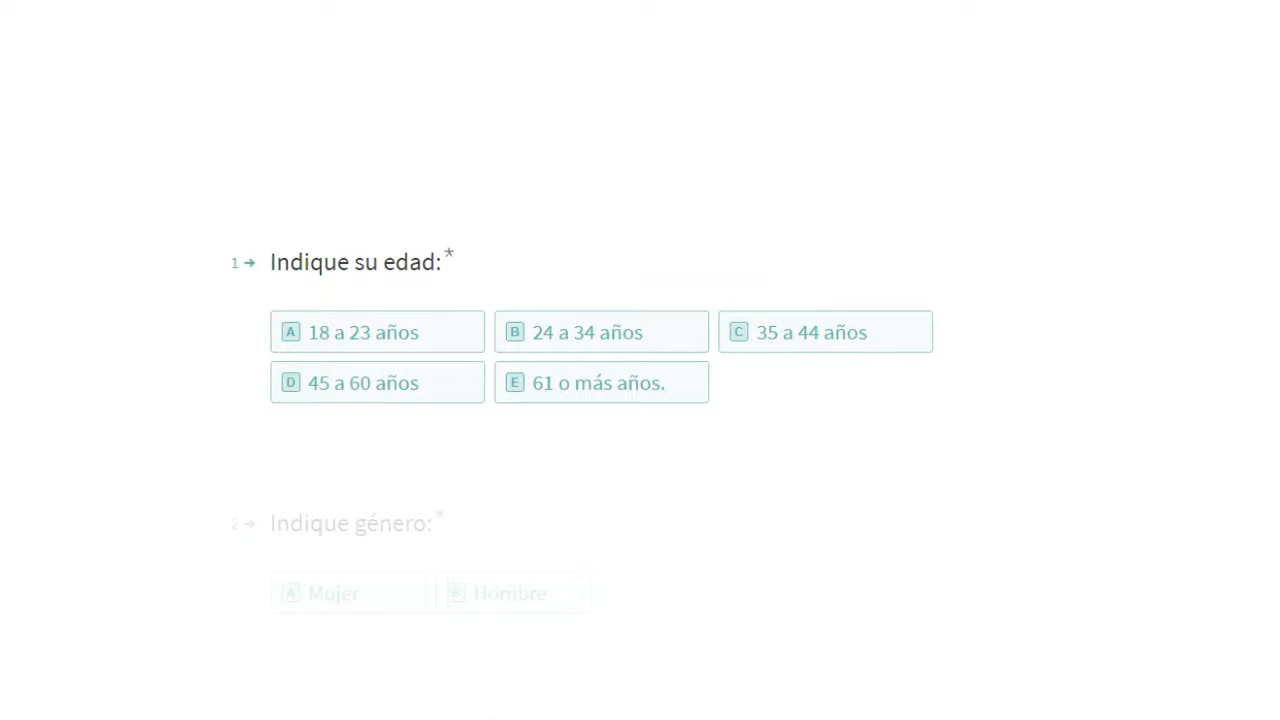 1 → Indique su edad:*
A 18 a 23 años B 24 a 34 años C 35 a 44 años
D 45 a 60 años E 61 o más años.
2 → Indique género:*
A Mujer B Hombre